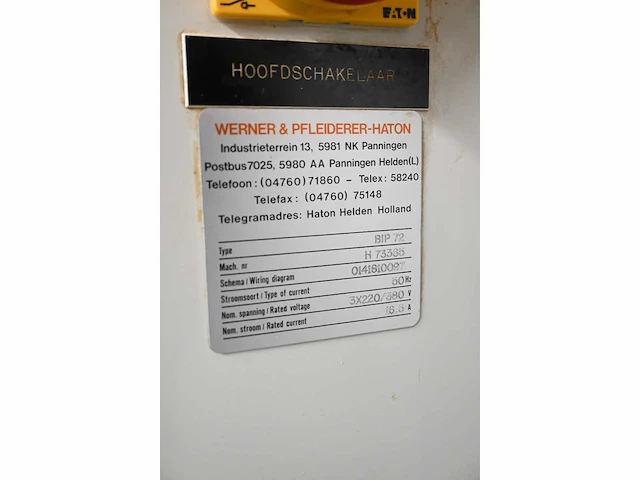 EATON
HOOFDSCHAKELAAR
WERNER & PFLEIDERER-HATON
Industrieterrein 13, 5981 NK Panningen
Postbus 7025, 5980 AA Panningen Helden(L)
Telefoon: (04760) 71860 - Telex: 58240
Telefax: (04760) 75148
Telegramadres: Haton Helden Holland
Type BIP 72
Mach. nr H 73385
Schema / Wiring diagram 0141810097
Stroomsoort / Type of current 50 Hz
Nom. spanning / Rated voltage 3X220/380 V
Nom. stroom / Rated current A